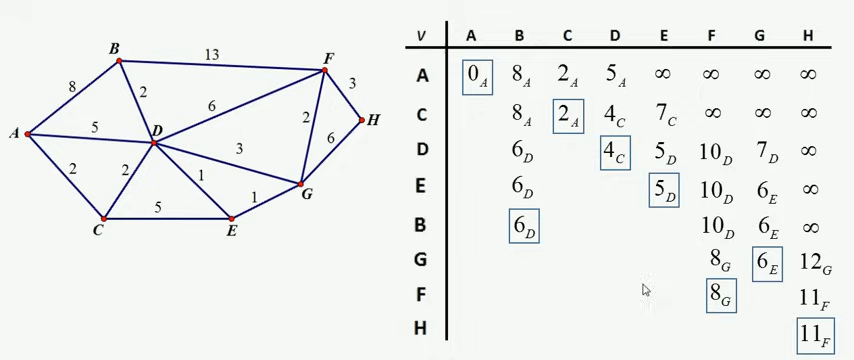 B 13 F
8 2 6 3
2 H
A 5 D 3 6
2 2 1 1 G
C 5 E
V A B C D E F G H
A 0A 8A 2A 5A ∞ ∞ ∞ ∞
C 8A 2A 4C 7C ∞ ∞ ∞
D 6D 4C 5D 10D 7D ∞
E 6D 5D 10D 6E ∞
B 6D 10D 6E ∞
G 8G 6E 12G
F 8G 11F
H 11F